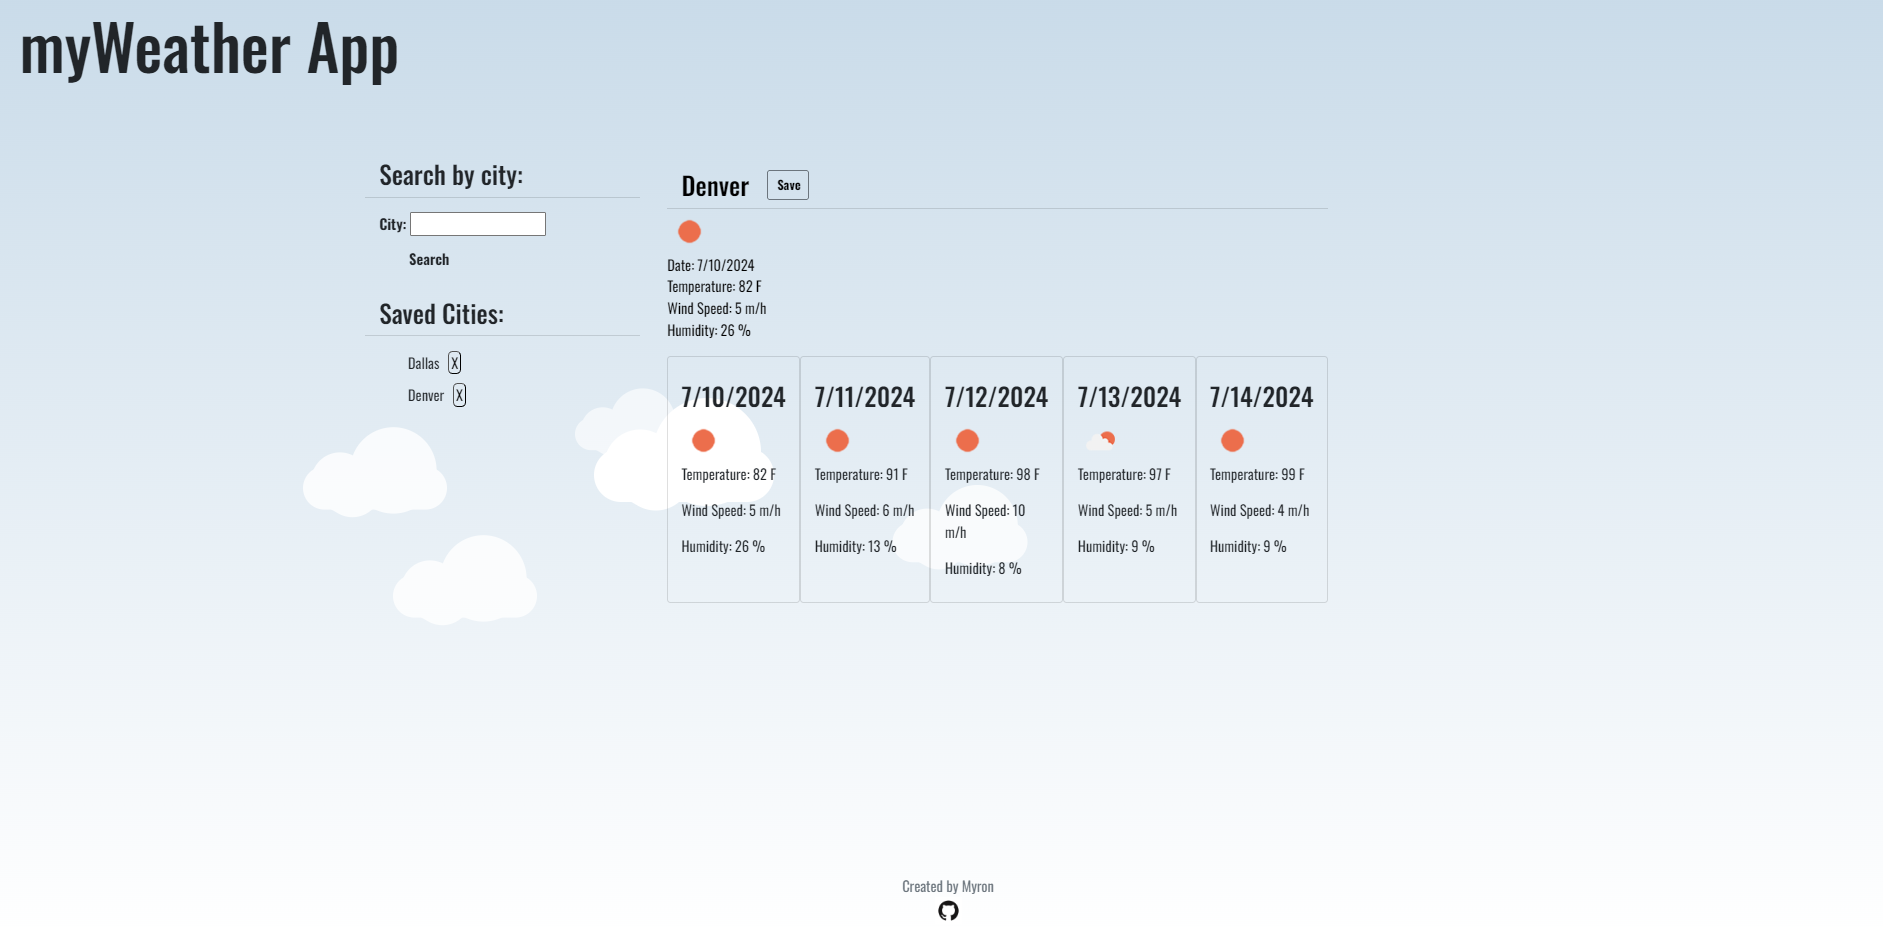 myWeather App
Search by city:
City:
Search
Saved Cities:
Dallas X
Denver X
Denver Save
Date: 7/10/2024
Temperature: 82 F
Wind Speed: 5 m/h
Humidity: 26 %
7/10/2024
Temperature: 82 F
Wind Speed: 5 m/h
Humidity: 26 %
7/11/2024
Temperature: 91 F
Wind Speed: 6 m/h
Humidity: 13 %
7/12/2024
Temperature: 98 F
Wind Speed: 10
m/h
Humidity: 8 %
7/13/2024
Temperature: 97 F
Wind Speed: 5 m/h
Humidity: 9 %
7/14/2024
Temperature: 99 F
Wind Speed: 4 m/h
Humidity: 9 %
Created by Myron